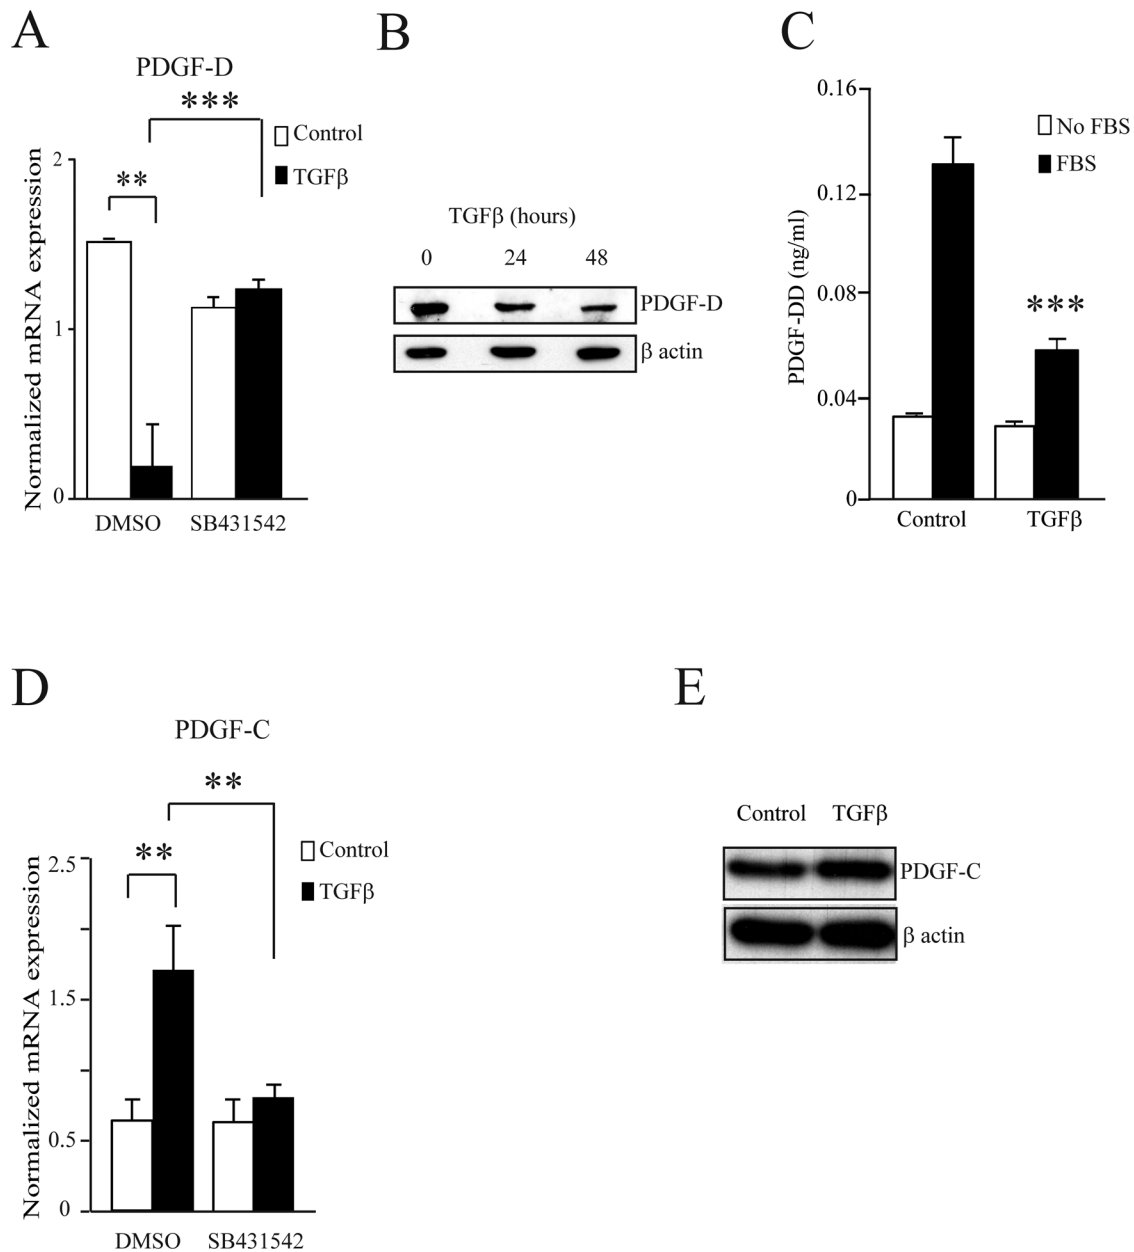 A
PDGF-D
***
Control
TGFβ
**
Normalized mRNA expression
2
1
0
DMSO
SB431542
B
TGFβ (hours)
0 24 48
PDGF-D
β actin
C
0.16
0.12
0.08
0.04
0
PDGF-DD (ng/ml)
No FBS
FBS
***
Control
TGFβ
D
PDGF-C
**
Control
TGFβ
**
Normalized mRNA expression
2.5
1.5
0.5
0
DMSO
SB431542
E
Control TGFβ
PDGF-C
β actin